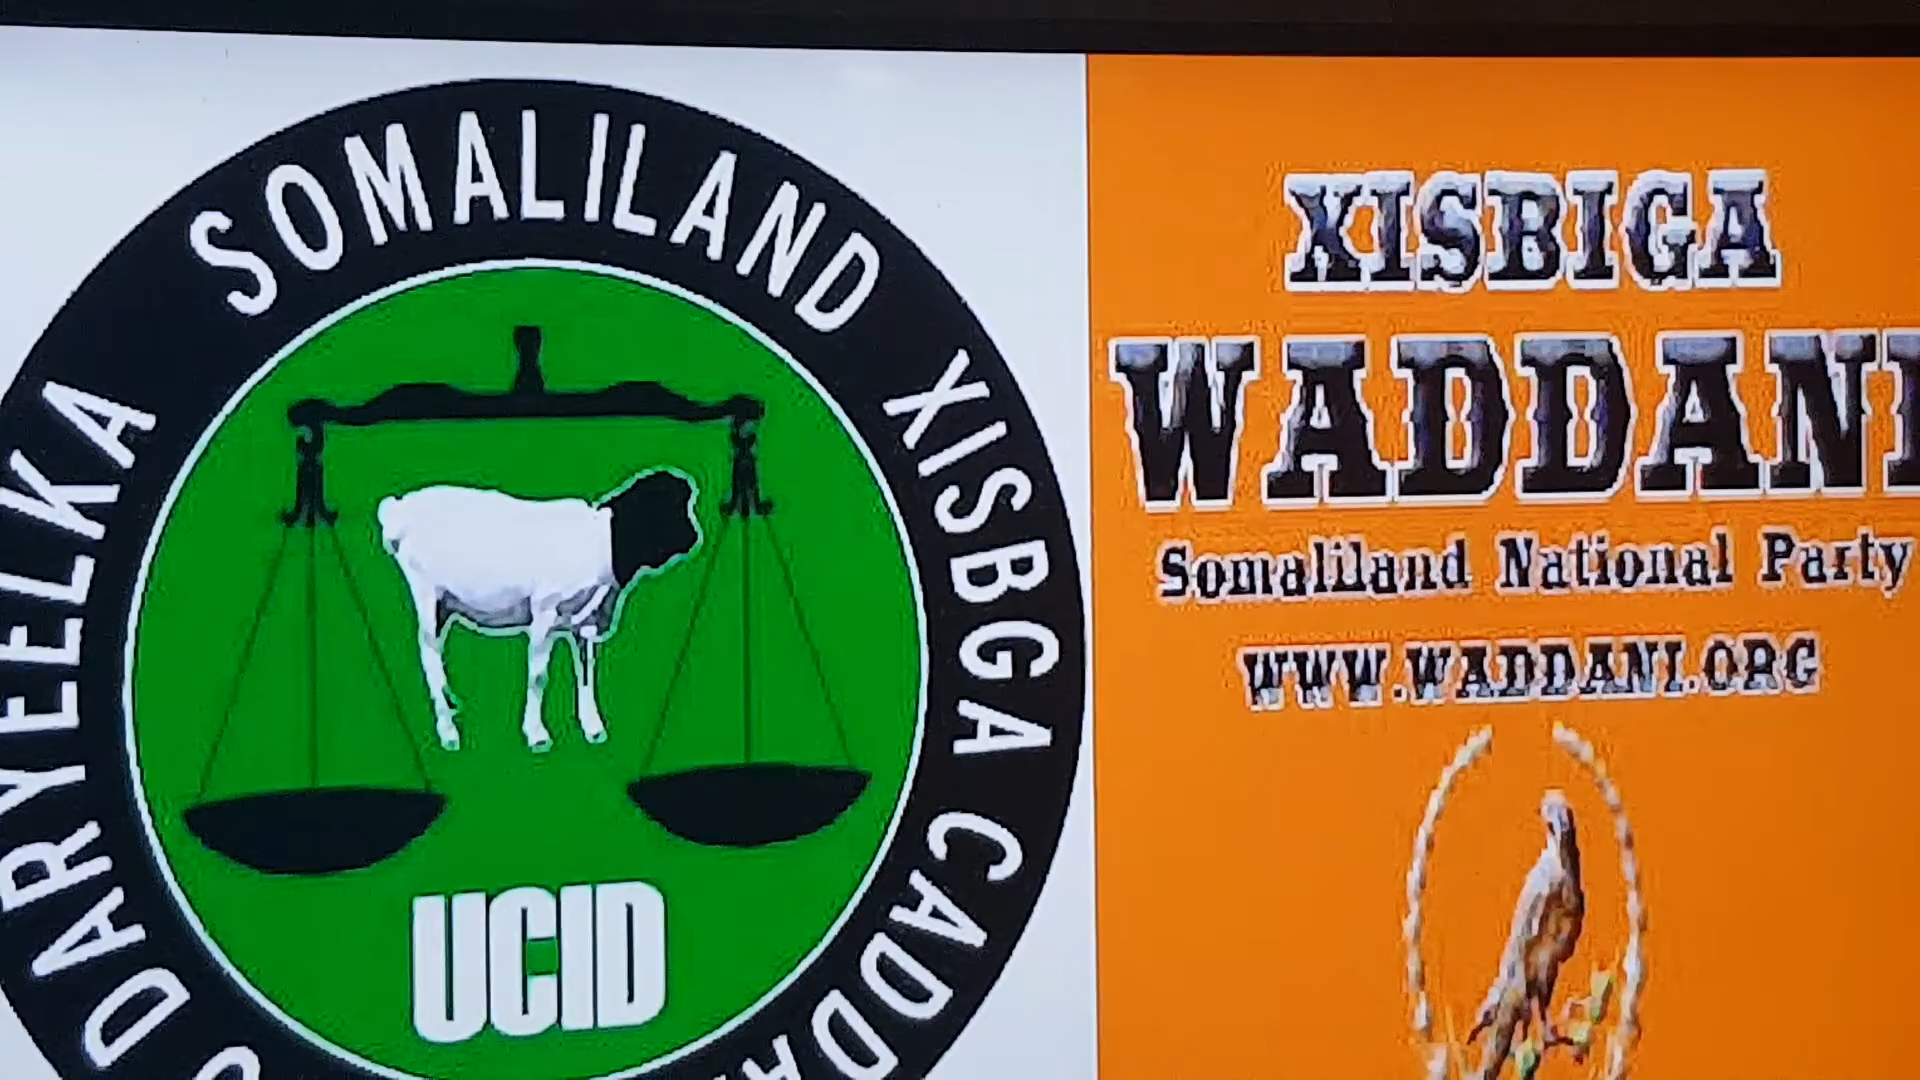 SOMALILAND XISBGA
DARYEELKA
UCID
XISBIGA
WADDANI
Somaliland National Party
WWW.WADDANI.ORG